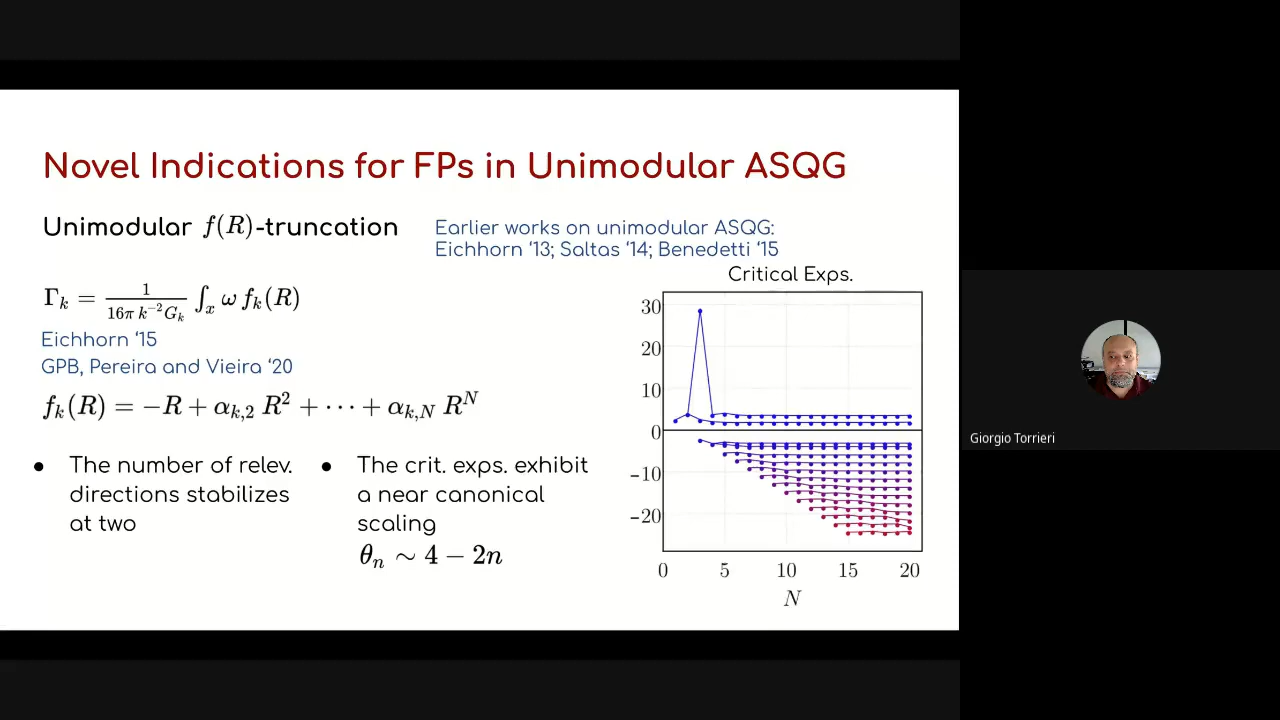 Novel Indications for FPs in Unimodular ASQG
Unimodular f(R)-truncation
Earlier works on unimodular ASQG:
Eichhorn ‘13; Saltas ‘14; Benedetti ‘15
Γ_k = 1/(16π k^{-2} G_k) ∫_x ω f_k(R)
Eichhorn ‘15
GPB, Pereira and Vieira ‘20
f_k(R) = −R + α_{k,2} R^2 + ⋯ + α_{k,N} R^N
● The number of relev.
directions stabilizes
at two
● The crit. exps. exhibit
a near canonical
scaling
θ_n ∼ 4 − 2n
Critical Exps.
30
20
10
0
−10
−20
0 5 10 15 20
N
Giorgio Torrieri